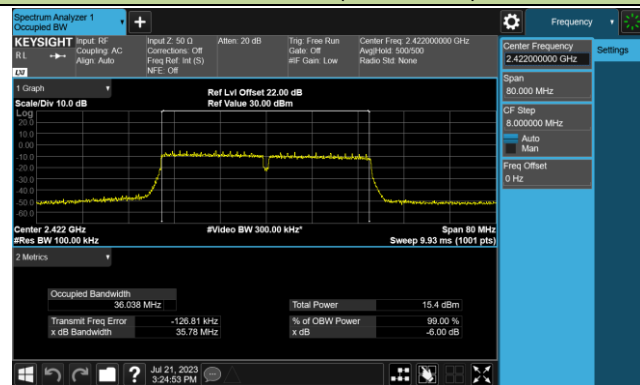 Spectrum Analyzer 1
Occupied BW
Frequency
KEYSIGHT
Input: RF
Coupling: AC
Align: Auto
Input Z: 50 Ω
Corrections: Off
Freq Ref: Int (S)
NFE: Off
Atten: 20 dB
Trig: Free Run
Gate: Off
#IF Gain: Low
Center Freq: 2.422000000 GHz
Avg|Hold: 500/500
Radio Std: None
RL
LXI
Center Frequency
2.422000000 GHz
Settings
Span
80.000 MHz
CF Step
8.000000 MHz
Auto
Man
Freq Offset
0 Hz
1 Graph
Scale/Div 10.0 dB
Ref Lvl Offset 22.00 dB
Ref Value 30.00 dBm
Log
20.0
10.0
0.00
-10.0
-20.0
-30.0
-40.0
-50.0
-60.0
Center 2.422 GHz
#Video BW 300.00 kHz*
Span 80 MHz
#Res BW 100.00 kHz
Sweep 9.93 ms (1001 pts)
2 Metrics
Occupied Bandwidth
36.038 MHz
Total Power
15.4 dBm
Transmit Freq Error
-126.81 kHz
% of OBW Power
99.00 %
x dB Bandwidth
35.78 MHz
x dB
-6.00 dB
?
Jul 21, 2023
3:24:53 PM